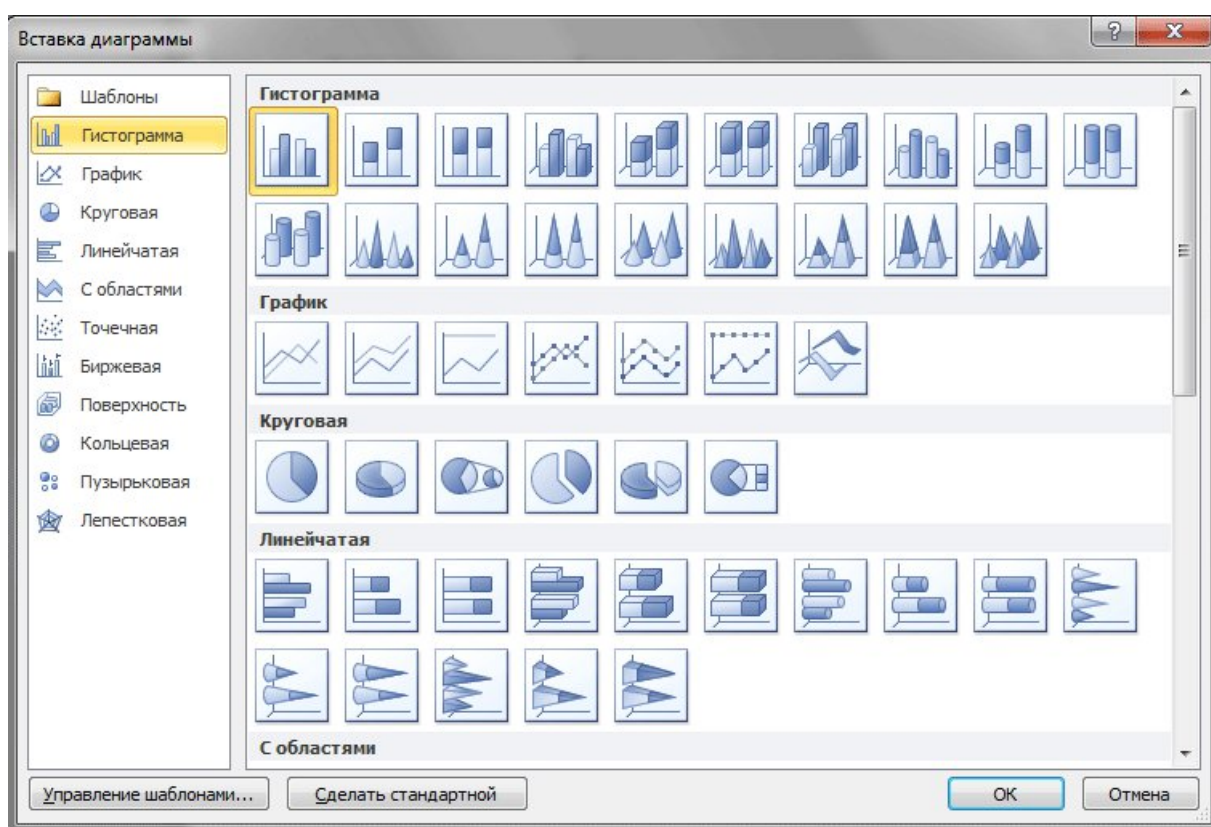 Вставка диаграммы
Шаблоны
Гистограмма
График
Круговая
Линейчатая
С областями
Точечная
Биржевая
Поверхность
Кольцевая
Пузырьковая
Лепестковая
Гистограмма
График
Круговая
Линейчатая
С областями
Управление шаблонами...
Сделать стандартной
ОК
Отмена